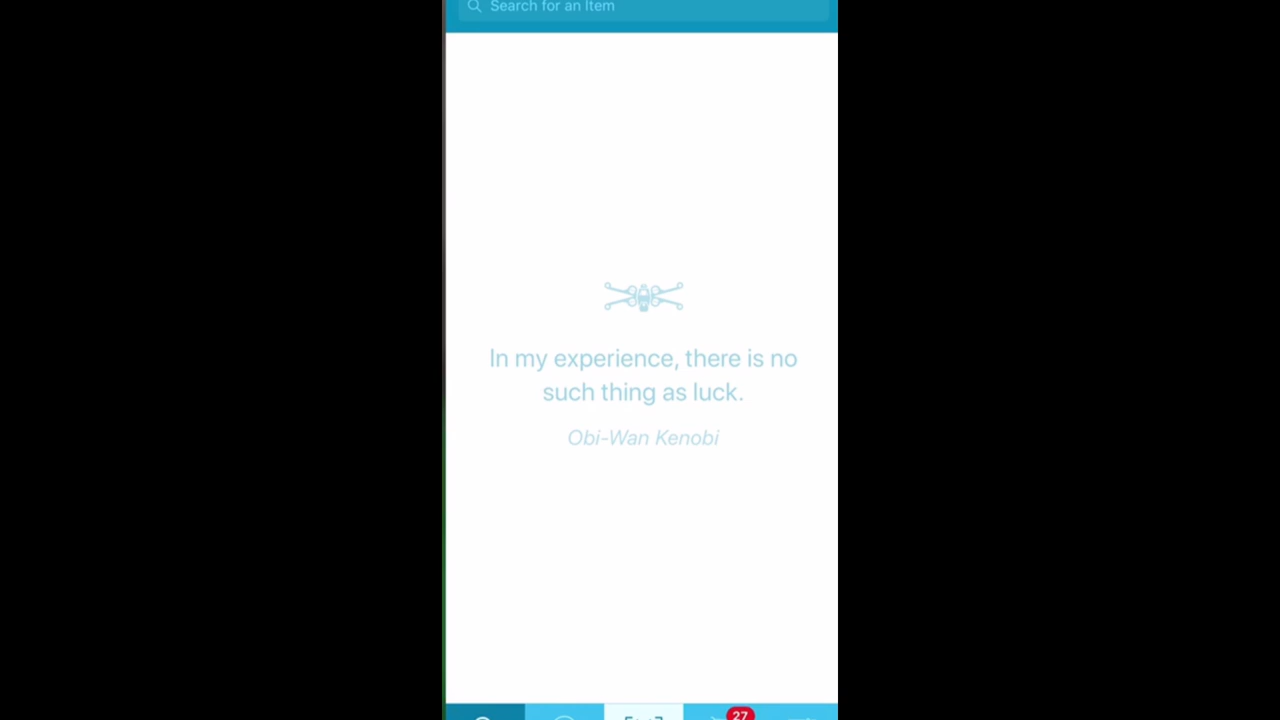 Search for an Item
In my experience, there is no
such thing as luck.
Obi-Wan Kenobi
27